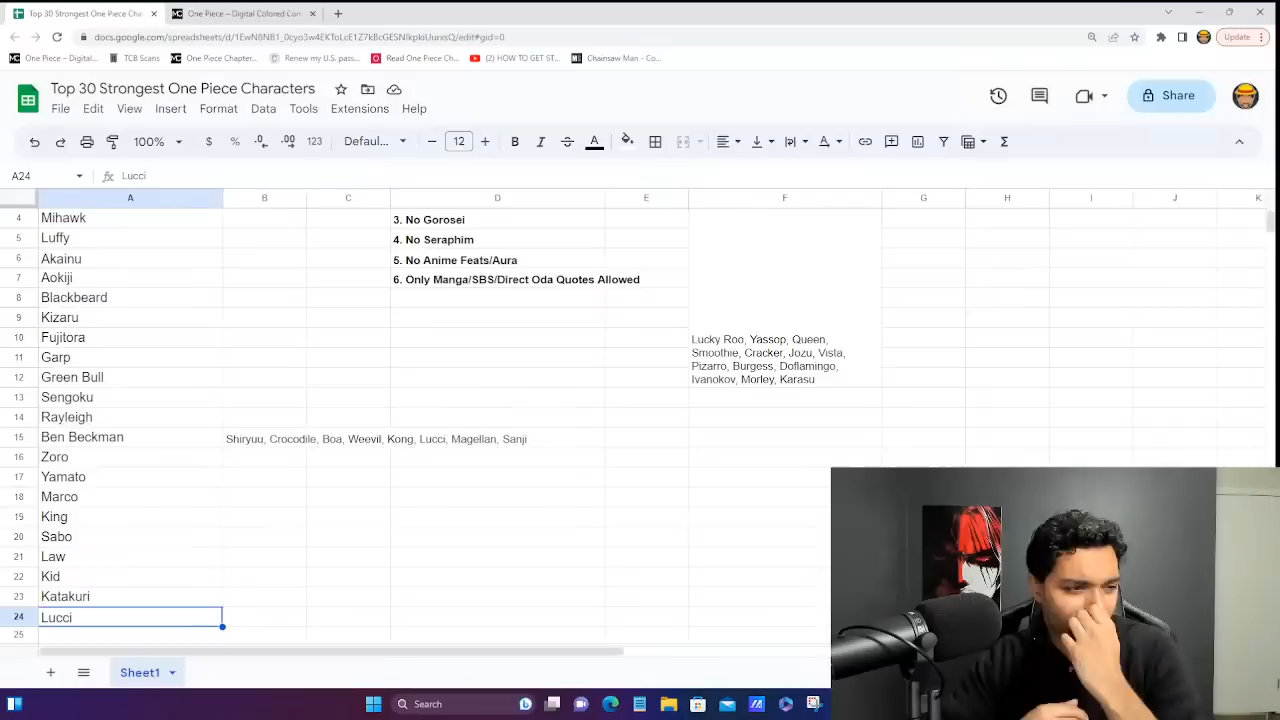 Top 30 Strongest One Piece Cha
One Piece – Digital Colored Con
docs.google.com/spreadsheets/d/1EwN8N81_0cyo3w4EKToLcE1Z7kBcGESNIkpkiUurxsQ/edit#gid=0
Update
One Piece – Digital...
TCB Scans
One Piece Chapter...
Renew my U.S. pass...
Read One Piece Ch...
(2) HOW TO GET ST...
Chainsaw Man - Co...
Top 30 Strongest One Piece Characters
File Edit View Insert Format Data Tools Extensions Help
Share
100% $ % .0 .00 123 Defaul... − 12 + B I A
A24 fx Lucci
A B C D E F G H I J K
4 Mihawk 3. No Gorosei
5 Luffy 4. No Seraphim
6 Akainu 5. No Anime Feats/Aura
7 Aokiji 6. Only Manga/SBS/Direct Oda Quotes Allowed
8 Blackbeard
9 Kizaru
10 Fujitora Lucky Roo, Yassop, Queen,
11 Garp Smoothie, Cracker, Jozu, Vista,
Pizarro, Burgess, Doflamingo,
12 Green Bull Ivanokov, Morley, Karasu
13 Sengoku
14 Rayleigh
15 Ben Beckman Shiryuu, Crocodile, Boa, Weevil, Kong, Lucci, Magellan, Sanji
16 Zoro
17 Yamato
18 Marco
19 King
20 Sabo
21 Law
22 Kid
23 Katakuri
24 Lucci
25
Sheet1
Search